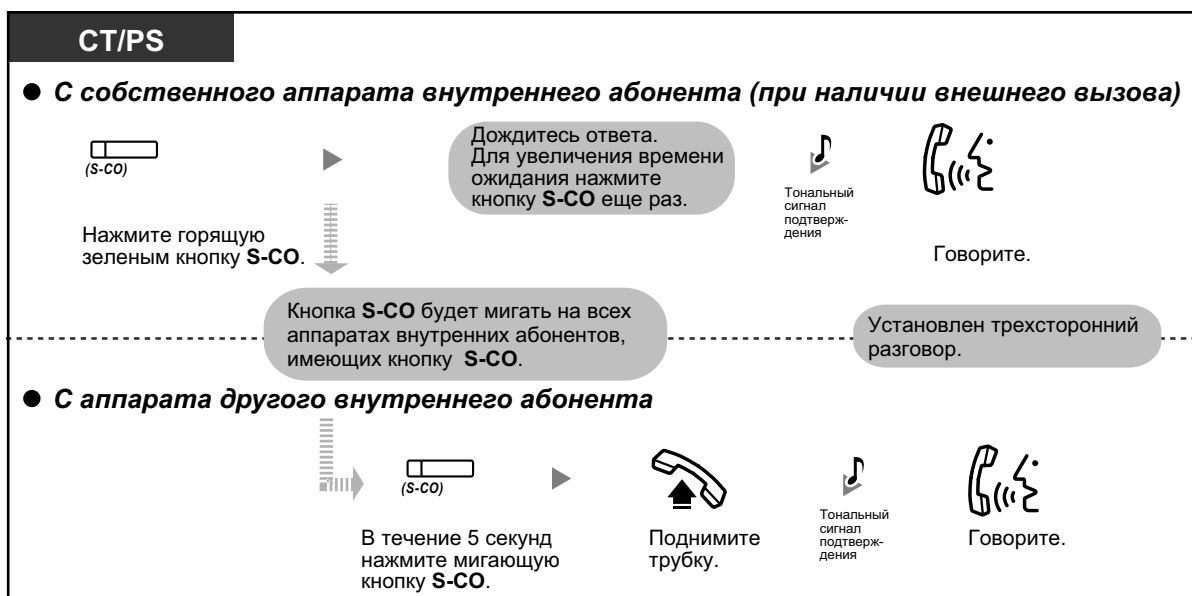 CT/PS
● С собственного аппарата внутреннего абонента (при наличии внешнего вызова)
(S-CO)
Нажмите горящую
зеленым кнопку S-CO.
Дождитесь ответа.
Для увеличения времени
ожидания нажмите
кнопку S-CO еще раз.
Тональный
сигнал
подтверж-
дения
Говорите.
Кнопка S-CO будет мигать на всех
аппаратах внутренних абонентов,
имеющих кнопку S-CO.
Установлен трехсторонний
разговор.
● С аппарата другого внутреннего абонента
(S-CO)
В течение 5 секунд
нажмите мигающую
кнопку S-CO.
Поднимите
трубку.
Тональный
сигнал
подтверж-
дения
Говорите.